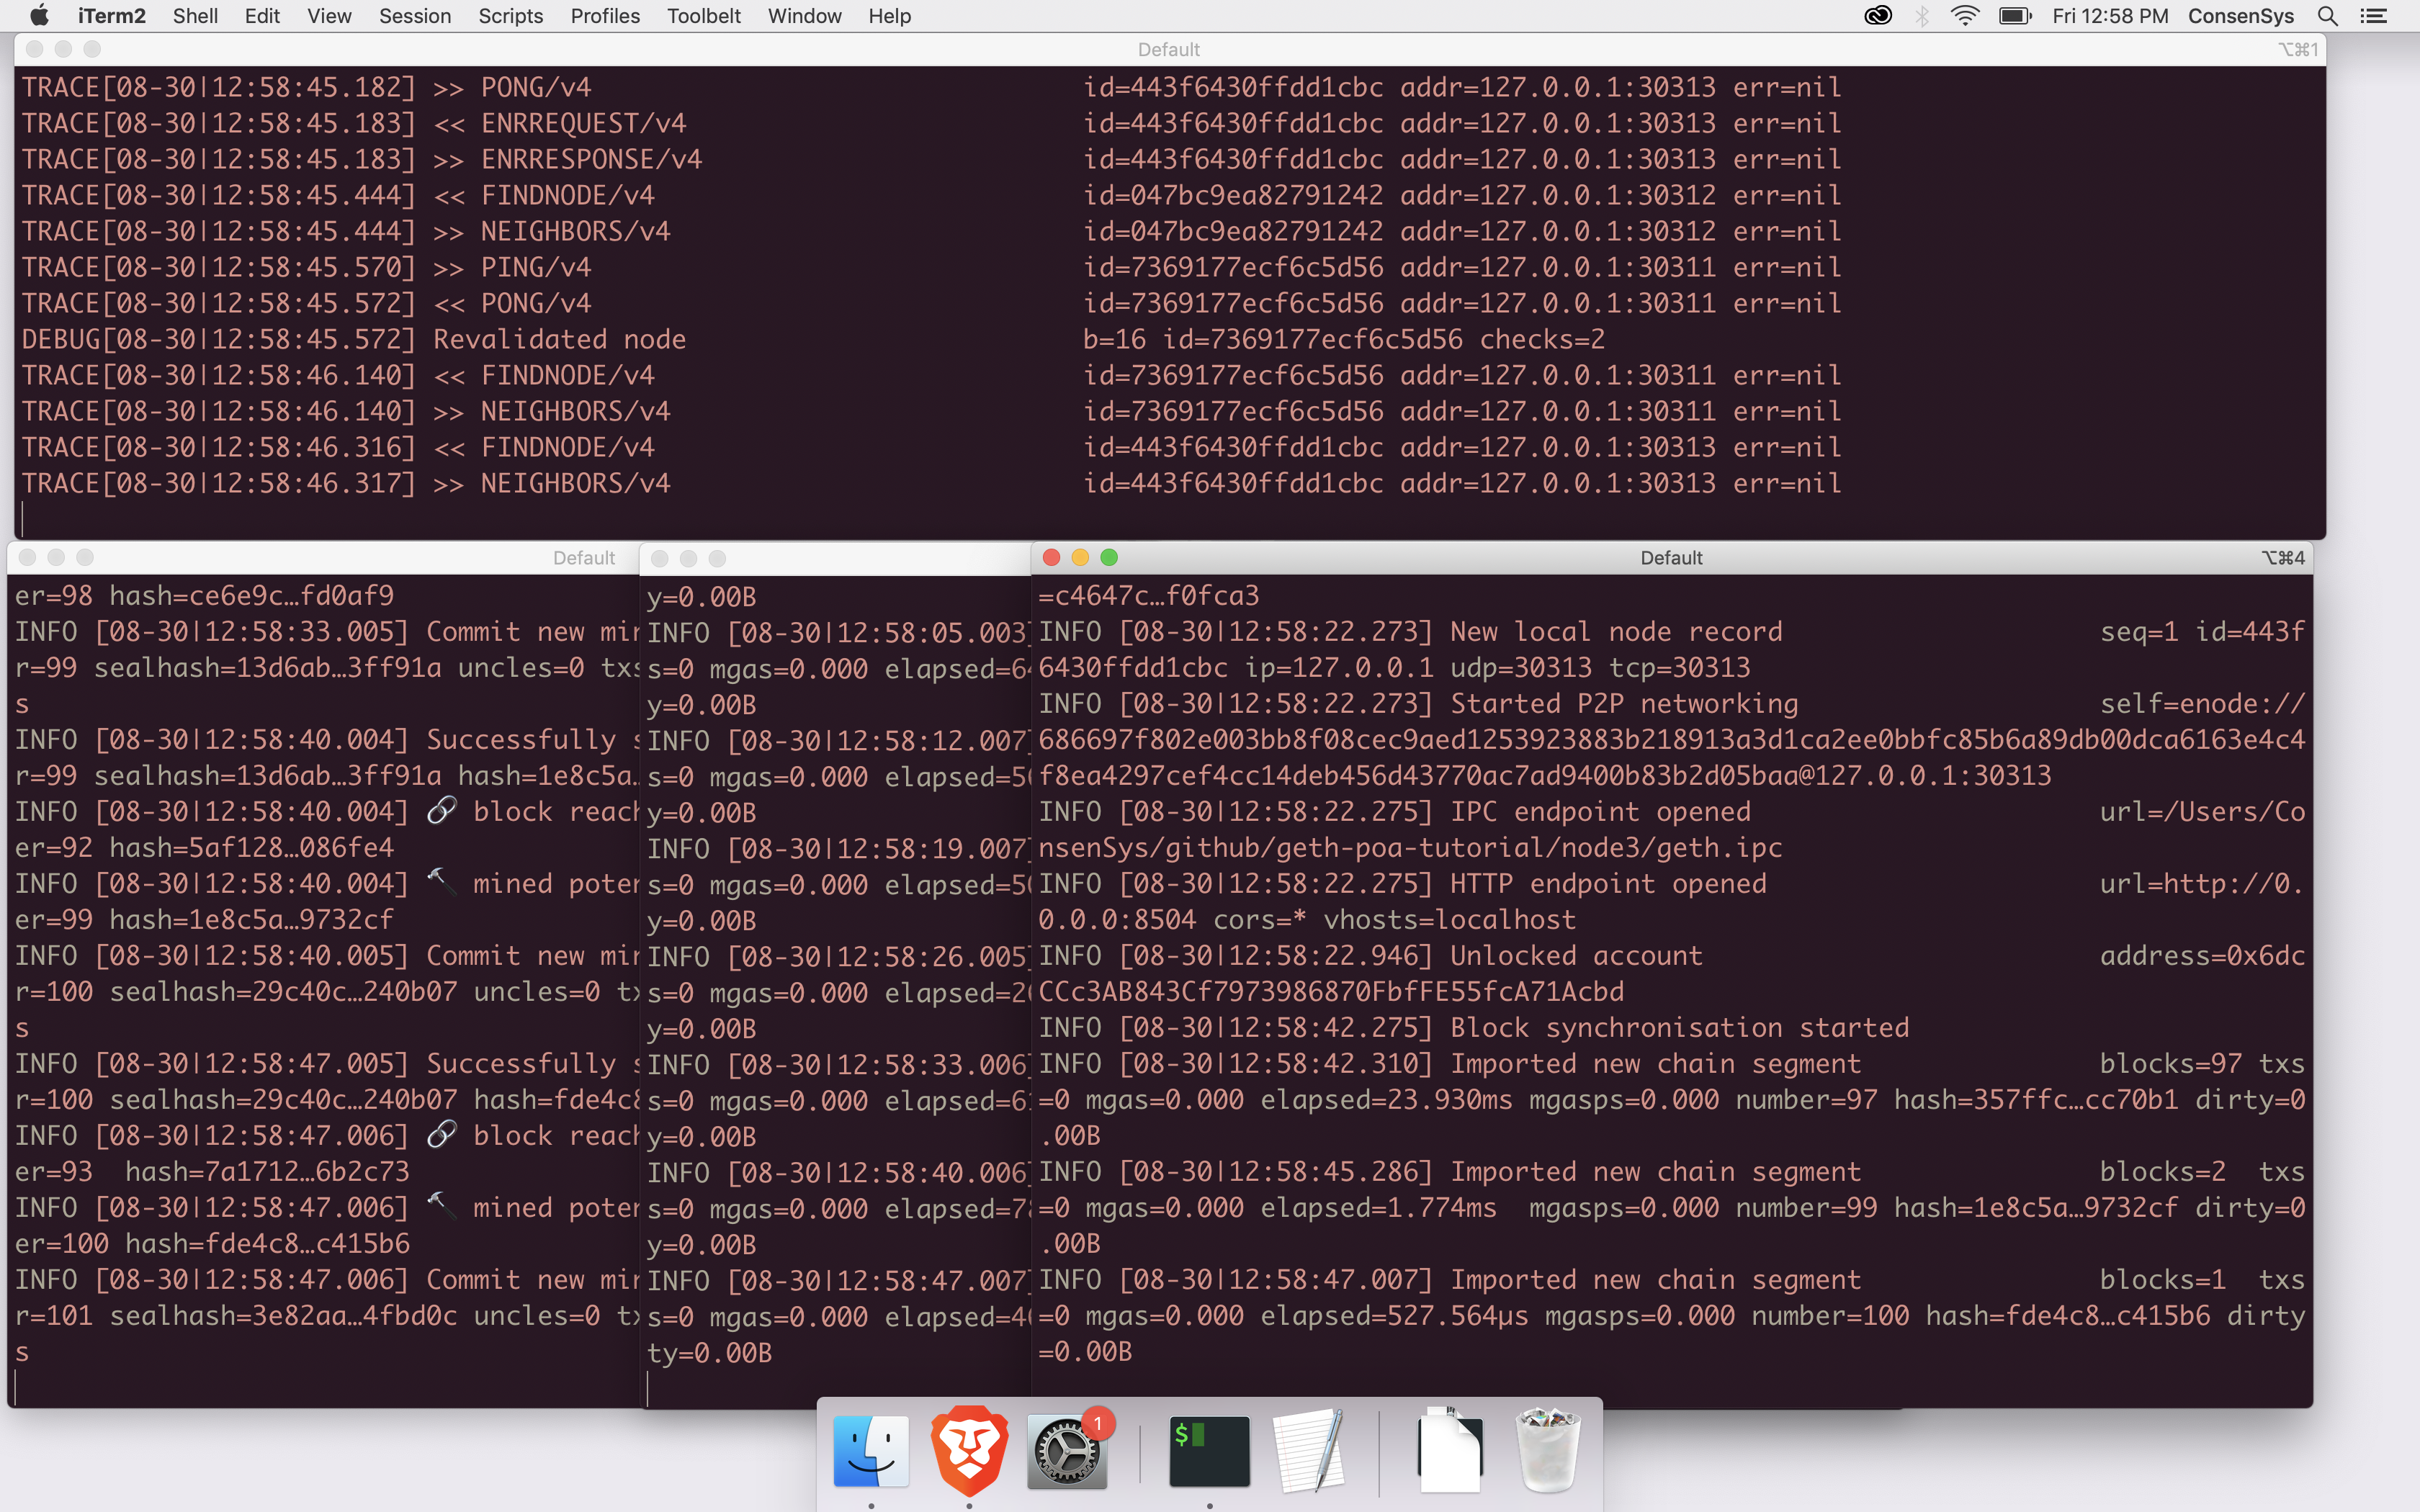 iTerm2 Shell Edit View Session Scripts Profiles Toolbelt Window Help Fri 12:58 PM ConsenSys
Default ⌥⌘1
TRACE[08-30|12:58:45.182] >> PONG/v4 id=443f6430ffdd1cbc addr=127.0.0.1:30313 err=nil
TRACE[08-30|12:58:45.183] << ENRREQUEST/v4 id=443f6430ffdd1cbc addr=127.0.0.1:30313 err=nil
TRACE[08-30|12:58:45.183] >> ENRRESPONSE/v4 id=443f6430ffdd1cbc addr=127.0.0.1:30313 err=nil
TRACE[08-30|12:58:45.444] << FINDNODE/v4 id=047bc9ea82791242 addr=127.0.0.1:30312 err=nil
TRACE[08-30|12:58:45.444] >> NEIGHBORS/v4 id=047bc9ea82791242 addr=127.0.0.1:30312 err=nil
TRACE[08-30|12:58:45.570] >> PING/v4 id=7369177ecf6c5d56 addr=127.0.0.1:30311 err=nil
TRACE[08-30|12:58:45.572] << PONG/v4 id=7369177ecf6c5d56 addr=127.0.0.1:30311 err=nil
DEBUG[08-30|12:58:45.572] Revalidated node b=16 id=7369177ecf6c5d56 checks=2
TRACE[08-30|12:58:46.140] << FINDNODE/v4 id=7369177ecf6c5d56 addr=127.0.0.1:30311 err=nil
TRACE[08-30|12:58:46.140] >> NEIGHBORS/v4 id=7369177ecf6c5d56 addr=127.0.0.1:30311 err=nil
TRACE[08-30|12:58:46.316] << FINDNODE/v4 id=443f6430ffdd1cbc addr=127.0.0.1:30313 err=nil
TRACE[08-30|12:58:46.317] >> NEIGHBORS/v4 id=443f6430ffdd1cbc addr=127.0.0.1:30313 err=nil
Default
er=98 hash=ce6e9c…fd0af9
INFO [08-30|12:58:33.005] Commit new mir
r=99 sealhash=13d6ab…3ff91a uncles=0 txs
s
INFO [08-30|12:58:40.004] Successfully s
r=99 sealhash=13d6ab…3ff91a hash=1e8c5a…
INFO [08-30|12:58:40.004] 🔗 block reach
er=92 hash=5af128…086fe4
INFO [08-30|12:58:40.004] 🔨 mined poter
er=99 hash=1e8c5a…9732cf
INFO [08-30|12:58:40.005] Commit new mir
r=100 sealhash=29c40c…240b07 uncles=0 tx
s
INFO [08-30|12:58:47.005] Successfully s
r=100 sealhash=29c40c…240b07 hash=fde4c8
INFO [08-30|12:58:47.006] 🔗 block reach
er=93 hash=7a1712…6b2c73
INFO [08-30|12:58:47.006] 🔨 mined poter
er=100 hash=fde4c8…c415b6
INFO [08-30|12:58:47.006] Commit new mir
r=101 sealhash=3e82aa…4fbd0c uncles=0 tx
s
y=0.00B
INFO [08-30|12:58:05.003]
s=0 mgas=0.000 elapsed=64
y=0.00B
INFO [08-30|12:58:12.007]
s=0 mgas=0.000 elapsed=50
y=0.00B
INFO [08-30|12:58:19.007]
s=0 mgas=0.000 elapsed=50
y=0.00B
INFO [08-30|12:58:26.005]
s=0 mgas=0.000 elapsed=20
y=0.00B
INFO [08-30|12:58:33.006]
s=0 mgas=0.000 elapsed=61
y=0.00B
INFO [08-30|12:58:40.006]
s=0 mgas=0.000 elapsed=78
y=0.00B
INFO [08-30|12:58:47.007]
s=0 mgas=0.000 elapsed=40
ty=0.00B
Default ⌥⌘4
=c4647c…f0fca3
INFO [08-30|12:58:22.273] New local node record seq=1 id=443f
6430ffdd1cbc ip=127.0.0.1 udp=30313 tcp=30313
INFO [08-30|12:58:22.273] Started P2P networking self=enode://
686697f802e003bb8f08cec9aed1253923883b218913a3d1ca2ee0bbfc85b6a89db00dca6163e4c4
f8ea4297cef4cc14deb456d43770ac7ad9400b83b2d05baa@127.0.0.1:30313
INFO [08-30|12:58:22.275] IPC endpoint opened url=/Users/Co
nsenSys/github/geth-poa-tutorial/node3/geth.ipc
INFO [08-30|12:58:22.275] HTTP endpoint opened url=http://0.
0.0.0:8504 cors=* vhosts=localhost
INFO [08-30|12:58:22.946] Unlocked account address=0x6dc
CCc3AB843Cf7973986870FbfFE55fcA71Acbd
INFO [08-30|12:58:42.275] Block synchronisation started
INFO [08-30|12:58:42.310] Imported new chain segment blocks=97 txs
=0 mgas=0.000 elapsed=23.930ms mgasps=0.000 number=97 hash=357ffc…cc70b1 dirty=0
.00B
INFO [08-30|12:58:45.286] Imported new chain segment blocks=2 txs
=0 mgas=0.000 elapsed=1.774ms mgasps=0.000 number=99 hash=1e8c5a…9732cf dirty=0
.00B
INFO [08-30|12:58:47.007] Imported new chain segment blocks=1 txs
=0 mgas=0.000 elapsed=527.564µs mgasps=0.000 number=100 hash=fde4c8…c415b6 dirty
=0.00B
1
$